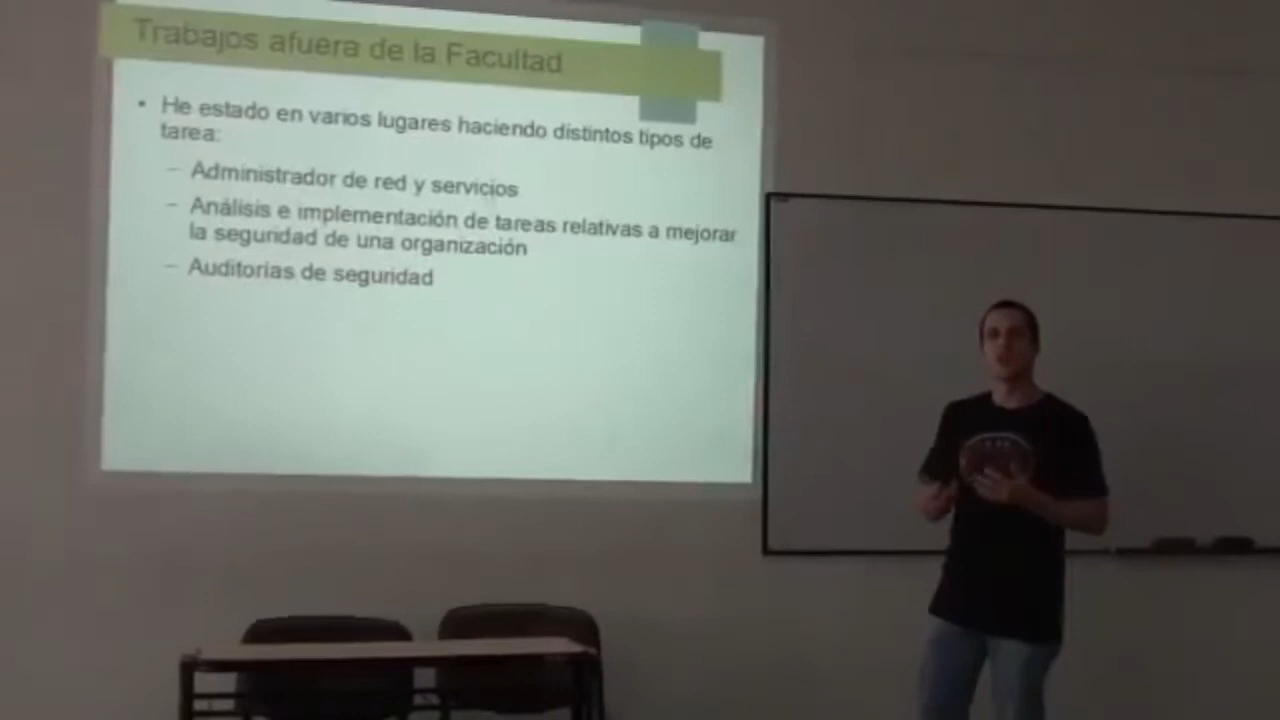 Trabajos afuera de la Facultad
• He estado en varios lugares haciendo distintos tipos de
tarea:
– Administrador de red y servicios
– Análisis e implementación de tareas relativas a mejorar
la seguridad de una organización
– Auditorías de seguridad